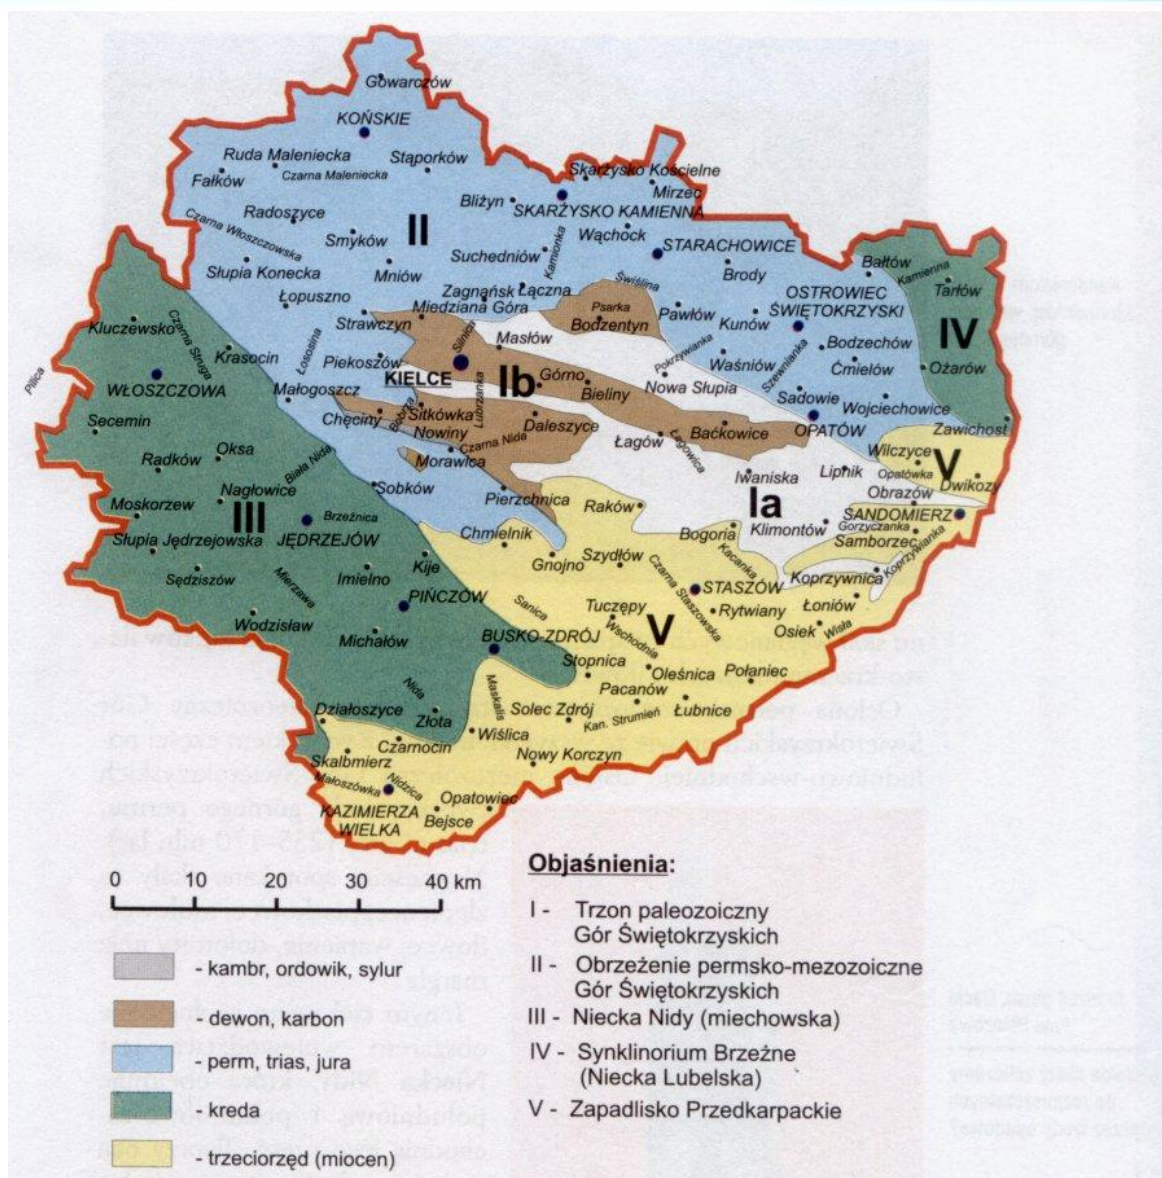 Gowarczów
KOŃSKIE
Ruda Maleniecka
Stąporków
Skarżysko Kościelne
Fałków
Czarna Maleniecka
Mirzec
Bliżyn
SKARŻYSKO KAMIENNA
Radoszyce
Czarna Włoszczowska
II
Wąchock
Smyków
STARACHOWICE
Suchedniów
Kamionka
Bałtów
Kamienna
Słupia Konecka
Mniów
Brody
Świślina
Tarłów
Zagnańsk
Łączna
OSTROWIEC
ŚWIĘTOKRZYSKI
Łopuszno
Miedziana Góra
Psarka
Bodzentyn
Pawłów
Kunów
IV
Kluczewsko
Czarna Struga
Strawczyn
Silnica
Masłów
Bodzechów
Krasocin
Łososina
Piekoszów
Pokrzywianka
Waśniów
Szewnianka
Ćmielów
Ożarów
Pilica
WŁOSZCZOWA
KIELCE
Ib
Górno
Nowa Słupia
Małogoszcz
Bieliny
Sadowie
Wojciechowice
Secemin
Chęciny
Bobrza
Sitkówka
Nowiny
Lubrzanka
Daleszyce
Baćkowice
OPATÓW
Zawichost
Oksa
Czarna Nida
Łagów
Łagowica
Wilczyce
V
Radków
Biała Nida
Morawica
Iwaniska
Lipnik
Opatówka
Dwikozy
Nagłowice
Sobków
Pierzchnica
Ia
Obrazów
Moskorzew
III
Brzeźnica
Raków
SANDOMIERZ
Słupia Jędrzejowska
JĘDRZEJÓW
Chmielnik
Bogoria
Klimontów
Gorzyczanka
Samborzec
Kije
Gnojno
Szydłów
Kacanka
Koprzywianka
Sędziszów
Mierzawa
Imielno
Czarna Staszowska
STASZÓW
Koprzywnica
PIŃCZÓW
Sanica
Tuczępy
Rytwiany
Łoniów
Wodzisław
Michałów
BUSKO-ZDRÓJ
Wschodnia
V
Osiek
Wisła
Stopnica
Oleśnica
Połaniec
Nida
Maskalis
Pacanów
Działoszyce
Złota
Solec Zdrój
Kan. Strumień
Łubnice
Czarnocin
Wiślica
Skalbmierz
Nowy Korczyn
Małoszówka
Nidzica
KAZIMIERZA
WIELKA
Opatowiec
Bejsce
0 10 20 30 40 km
- kambr, ordowik, sylur
- dewon, karbon
- perm, trias, jura
- kreda
- trzeciorzęd (miocen)
Objaśnienia:
I - Trzon paleozoiczny
Gór Świętokrzyskich
II - Obrzeżenie permsko-mezozoiczne
Gór Świętokrzyskich
III - Niecka Nidy (miechowska)
IV - Synklinorium Brzeżne
(Niecka Lubelska)
V - Zapadlisko Przedkarpackie